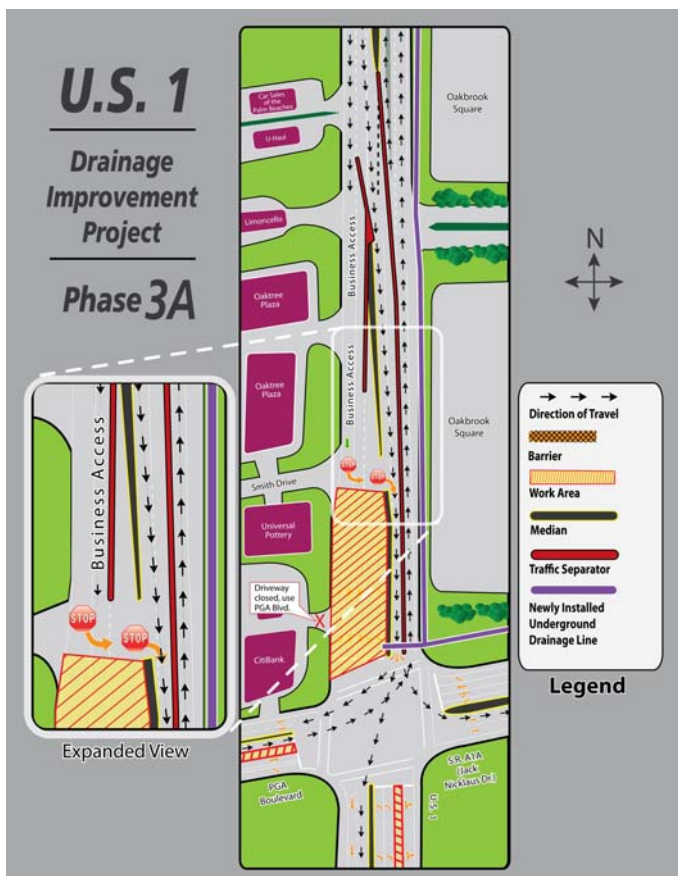 U.S. 1
Drainage
Improvement
Project
Phase 3A
Car Sales
of the
Palm Beaches
U-Haul
Limoncello
Oaktree
Plaza
Oaktree
Plaza
Smith Drive
Universal
Pottery
Driveway
closed, use
PGA Blvd.
X
CitiBank
PGA
Boulevard
Business Access
Business Access
STOP
STOP
Oakbrook
Square
Oakbrook
Square
S.R. A1A
(Jack
Nicklaus Dr.)
U.S. 1
N
Business Access
STOP
STOP
Expanded View
Direction of Travel
Barrier
Work Area
Median
Traffic Separator
Newly Installed
Underground
Drainage Line
Legend